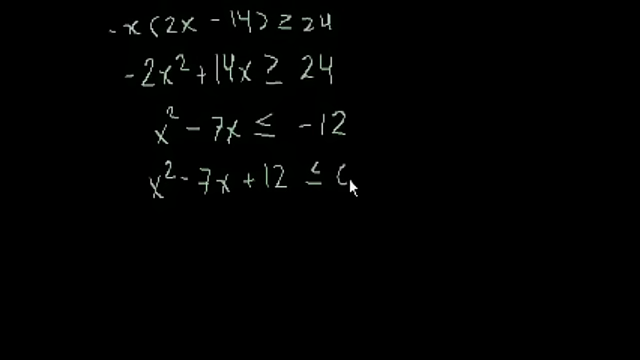 -x(2x - 14) ≥ 24
-2x² + 14x ≥ 24
x² - 7x ≤ -12
x² - 7x + 12 ≤